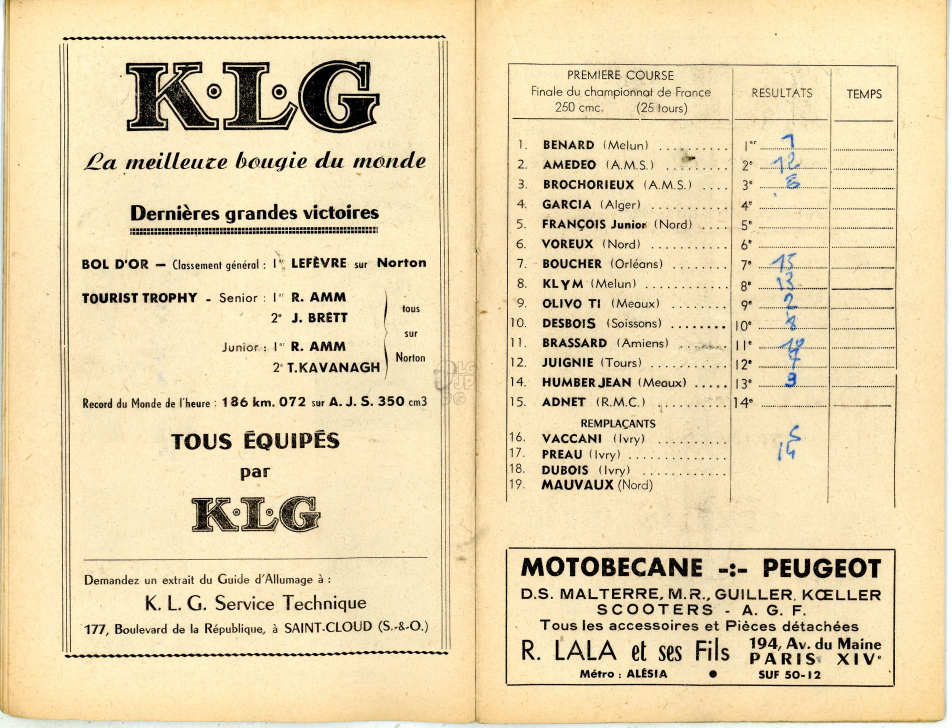 K.L.G
La meilleure bougie du monde
Dernières grandes victoires
BOL D'OR — Classement général : 1er LEFÈVRE sur Norton
TOURIST TROPHY - Senior : 1er R. AMM
2e J. BRETT
Junior : 1er R. AMM
2e T. KAVANAGH
tous
sur
Norton
Record du Monde de l'heure : 186 km. 072 sur A. J. S. 350 cm3
TOUS ÉQUIPÉS
par
K.L.G
Demandez un extrait du Guide d'Allumage à :
K. L. G. Service Technique
177, Boulevard de la République, à SAINT-CLOUD (S.-&-O.)
PREMIERE COURSE
Finale du championnat de France
250 cmc. (25 tours)
RESULTATS
TEMPS
1. BENARD (Melun) .......... 1er 7
2. AMEDEO (A.M.S.) .......... 2e 12
3. BROCHORIEUX (A.M.S.) .... 3e
4. GARCIA (Alger) ........... 4e
5. FRANÇOIS Junior (Nord) .... 5e
6. VOREUX (Nord) ........... 6e
7. BOUCHER (Orléans) ........ 7e 15
8. KLYM (Melun) ............ 8e 13
9. OLIVO TI (Meaux) ......... 9e 2
10. DESBOIS (Soissons) ........ 10e 8
11. BRASSARD (Amiens) ....... 11e
12. JUIGNIE (Tours) ........... 12e
14. HUMBER JEAN (Meaux) ..... 13e 3
15. ADNET (R.M.C.) ........... 14e
REMPLAÇANTS
16. VACCANI (Ivry) ........... 5
17. PREAU (Ivry) ............ 14
18. DUBOIS (Ivry) ...........
19. MAUVAUX (Nord)
MOTOBECANE -:- PEUGEOT
D.S. MALTERRE, M.R., GUILLER, KŒLLER
SCOOTERS - A. G. F.
Tous les accessoires et Pièces détachées
R. LALA et ses Fils 194, Av. du Maine
PARIS XIVe
Métro : ALÉSIA ● SUF 50-12